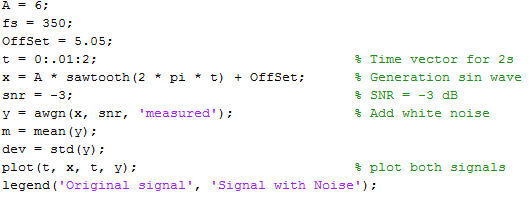 A = 6;
fs = 350;
OffSet = 5.05;
t = 0:.01:2; % Time vector for 2s
x = A * sawtooth(2 * pi * t) + OffSet; % Generation sin wave
snr = -3; % SNR = -3 dB
y = awgn(x, snr, 'measured'); % Add white noise
m = mean(y);
dev = std(y);
plot(t, x, t, y); % plot both signals
legend('Original signal', 'Signal with Noise');